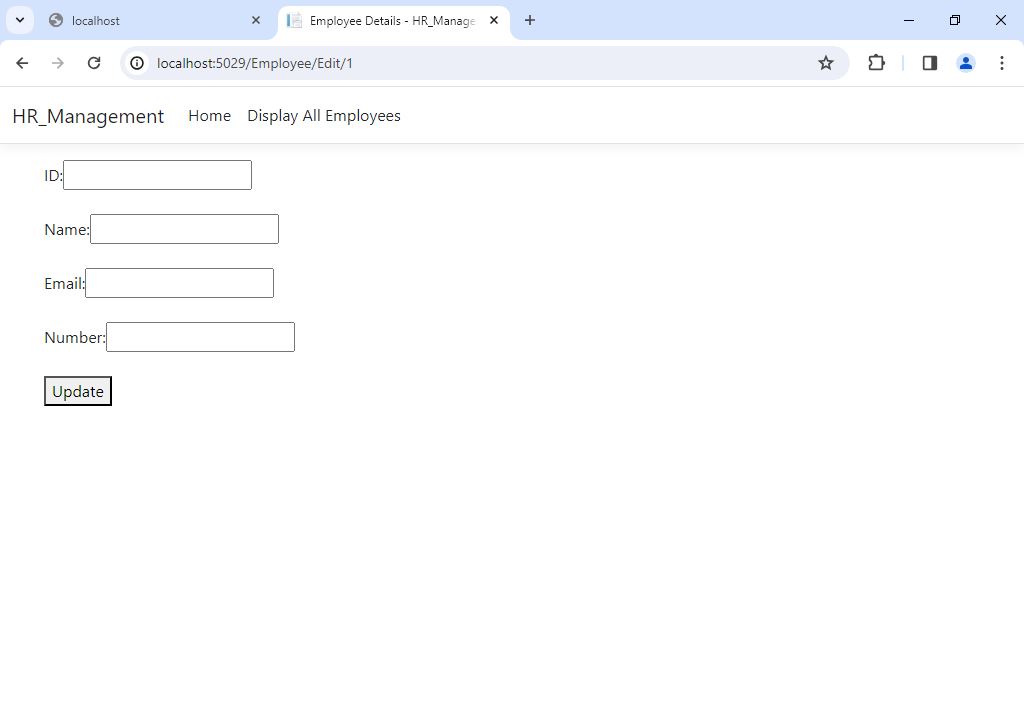 localhost
Employee Details - HR_Manage
localhost:5029/Employee/Edit/1
HR_Management Home Display All Employees
ID:
Name:
Email:
Number:
Update